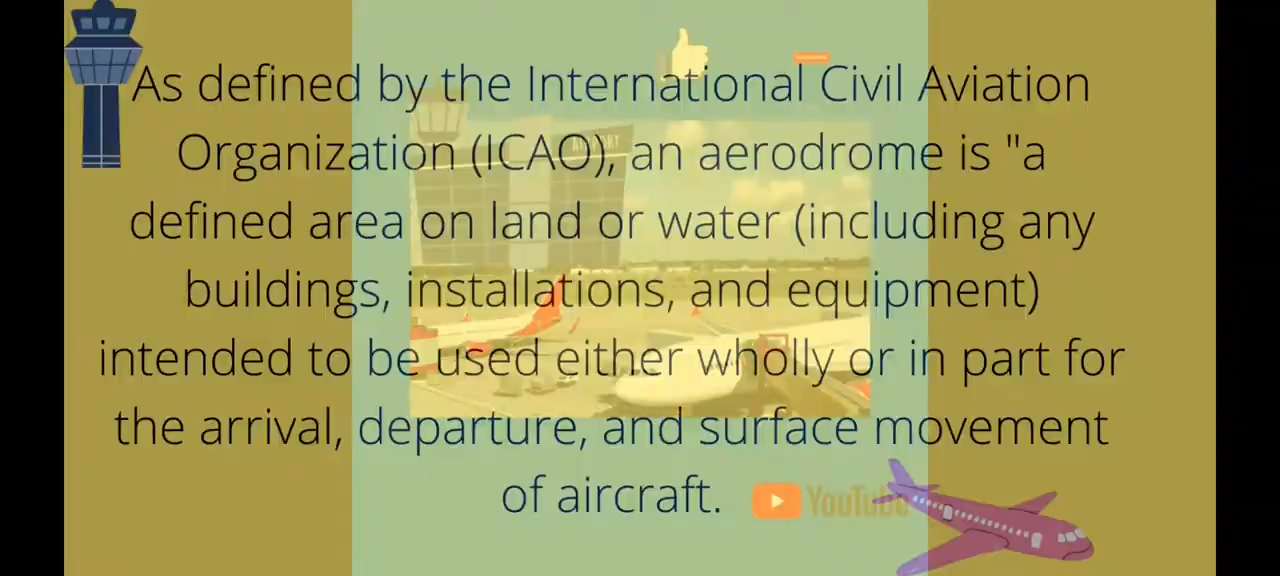 As defined by the International Civil Aviation
Organization (ICAO), an aerodrome is "a
defined area on land or water (including any
buildings, installations, and equipment)
intended to be used either wholly or in part for
the arrival, departure, and surface movement
of aircraft.
YouTube